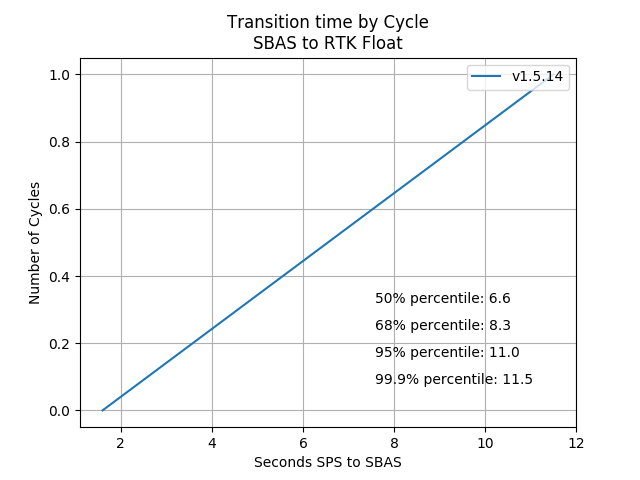 Transition time by Cycle
SBAS to RTK Float
v1.5.14
1.0
0.8
0.6
0.4
0.2
0.0
Number of Cycles
50% percentile: 6.6
68% percentile: 8.3
95% percentile: 11.0
99.9% percentile: 11.5
2 4 6 8 10 12
Seconds SPS to SBAS